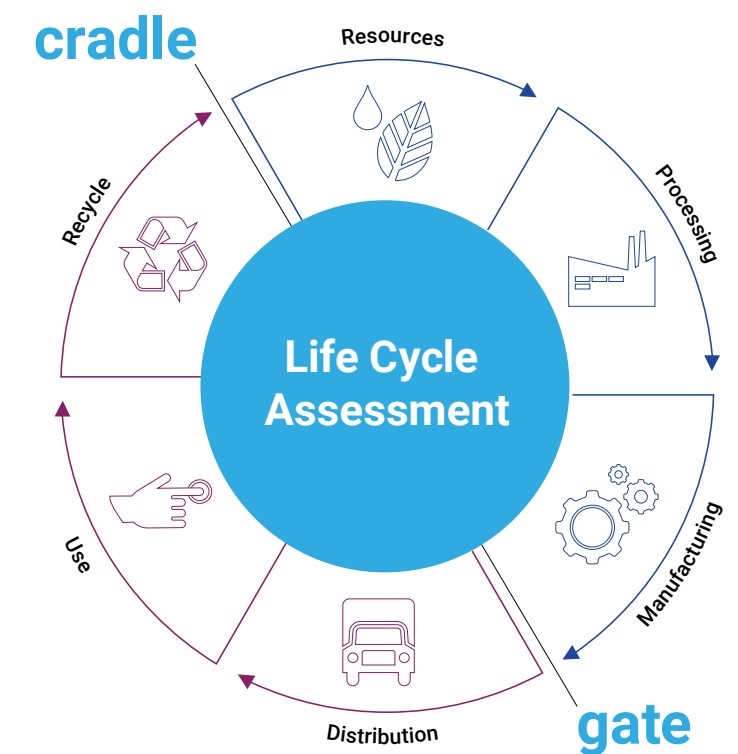 cradle
Resources
Processing
Manufacturing
gate
Distribution
Use
Recycle
Life Cycle
Assessment